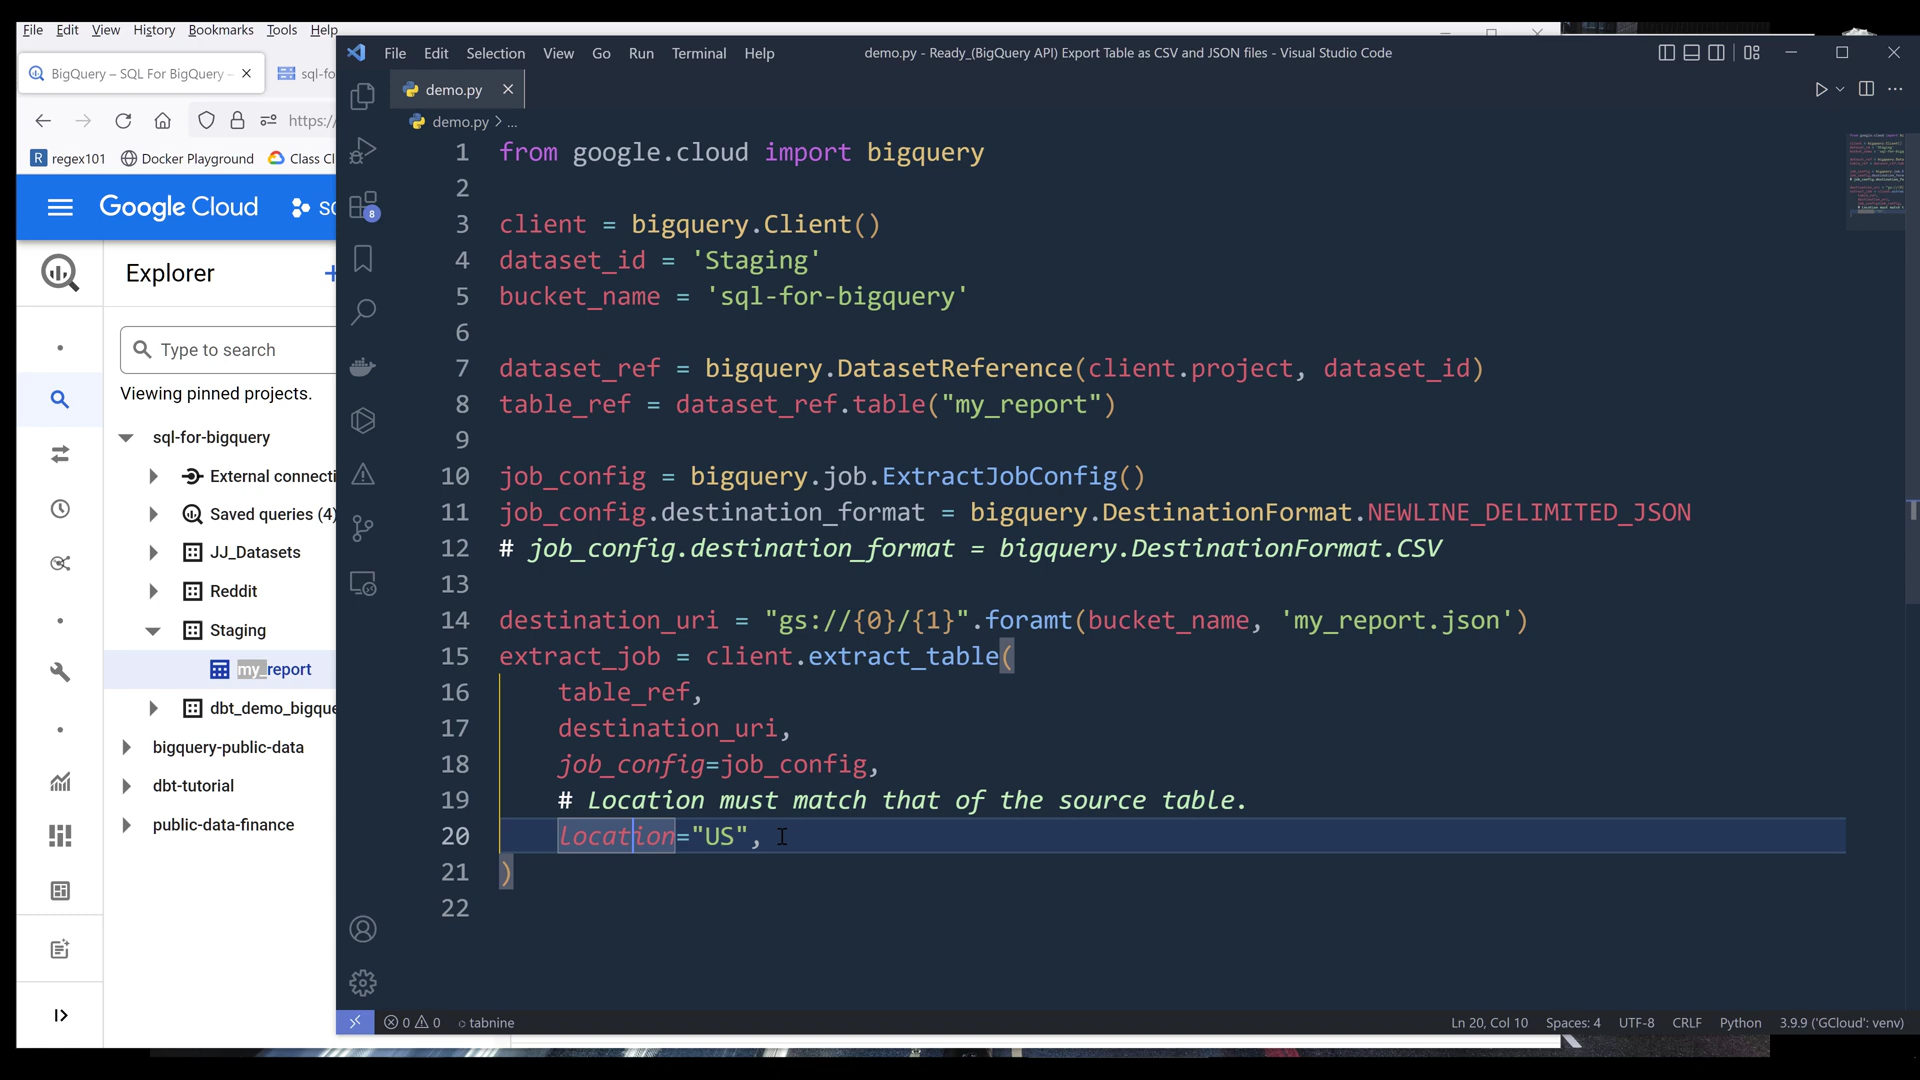 File Edit View History Bookmarks Tools Help
BigQuery – SQL For BigQuery –
sql-fo
https:/
regex101 Docker Playground Class Cl
Google Cloud
SQ
Explorer
Type to search
Viewing pinned projects.
sql-for-bigquery
External connecti
Saved queries (4)
JJ_Datasets
Reddit
Staging
my_report
dbt_demo_bigque
bigquery-public-data
dbt-tutorial
public-data-finance
File Edit Selection View Go Run Terminal Help
demo.py - Ready_(BigQuery API) Export Table as CSV and JSON files - Visual Studio Code
demo.py
demo.py > ...
8
1 from google.cloud import bigquery
2
3 client = bigquery.Client()
4 dataset_id = 'Staging'
5 bucket_name = 'sql-for-bigquery'
6
7 dataset_ref = bigquery.DatasetReference(client.project, dataset_id)
8 table_ref = dataset_ref.table("my_report")
9
10 job_config = bigquery.job.ExtractJobConfig()
11 job_config.destination_format = bigquery.DestinationFormat.NEWLINE_DELIMITED_JSON
12 # job_config.destination_format = bigquery.DestinationFormat.CSV
13
14 destination_uri = "gs://{0}/{1}".foramt(bucket_name, 'my_report.json')
15 extract_job = client.extract_table(
16 table_ref,
17 destination_uri,
18 job_config=job_config,
19 # Location must match that of the source table.
20 location="US",
21 )
22
0 0 tabnine
Ln 20, Col 10 Spaces: 4 UTF-8 CRLF Python 3.9.9 ('GCloud': venv)